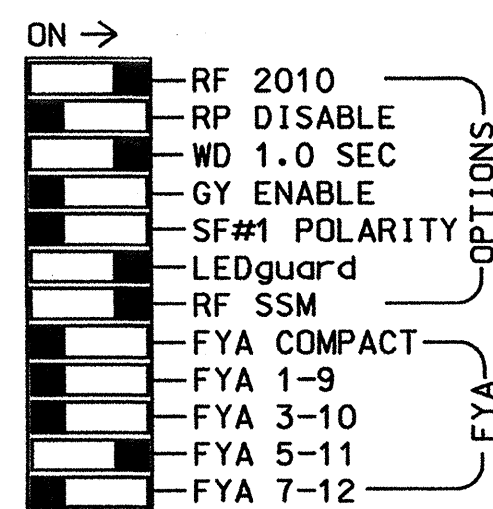 ON →
RF 2010
RP DISABLE
WD 1.0 SEC
GY ENABLE
SF#1 POLARITY
LEDguard
RF SSM
OPTIONS
FYA COMPACT
FYA 1-9
FYA 3-10
FYA 5-11
FYA 7-12
FYA